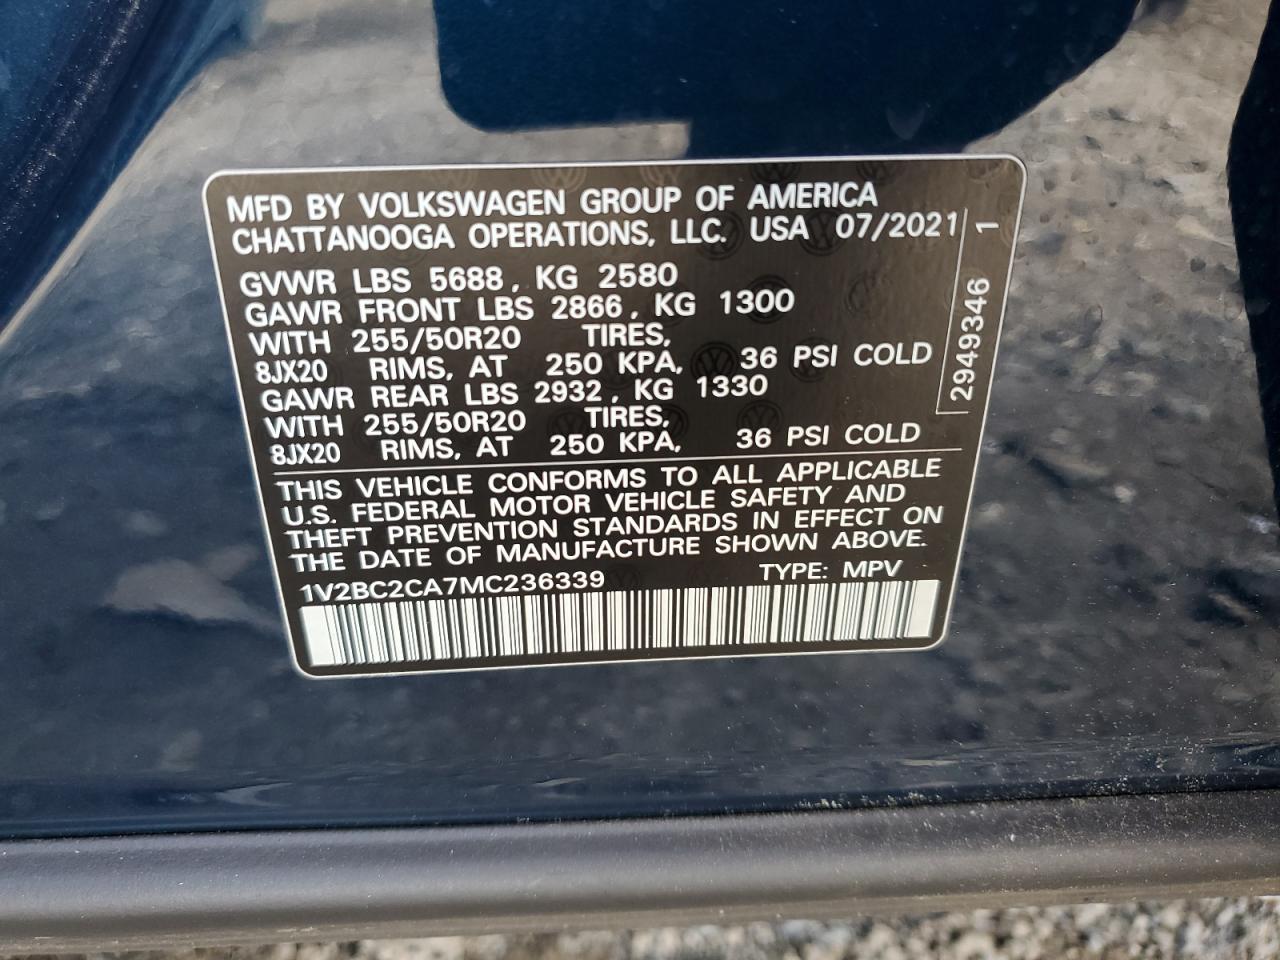 MFD BY VOLKSWAGEN GROUP OF AMERICA
CHATTANOOGA OPERATIONS, LLC. USA 07/2021
GVWR LBS 5688, KG 2580
GAWR FRONT LBS 2866, KG 1300
WITH 255/50R20 TIRES,
8JX20 RIMS, AT 250 KPA, 36 PSI COLD
GAWR REAR LBS 2932, KG 1330
WITH 255/50R20 TIRES,
8JX20 RIMS, AT 250 KPA, 36 PSI COLD
THIS VEHICLE CONFORMS TO ALL APPLICABLE
U.S. FEDERAL MOTOR VEHICLE SAFETY AND
THEFT PREVENTION STANDARDS IN EFFECT ON
THE DATE OF MANUFACTURE SHOWN ABOVE.
1V2BC2CA7MC236339 TYPE: MPV
2949346 1